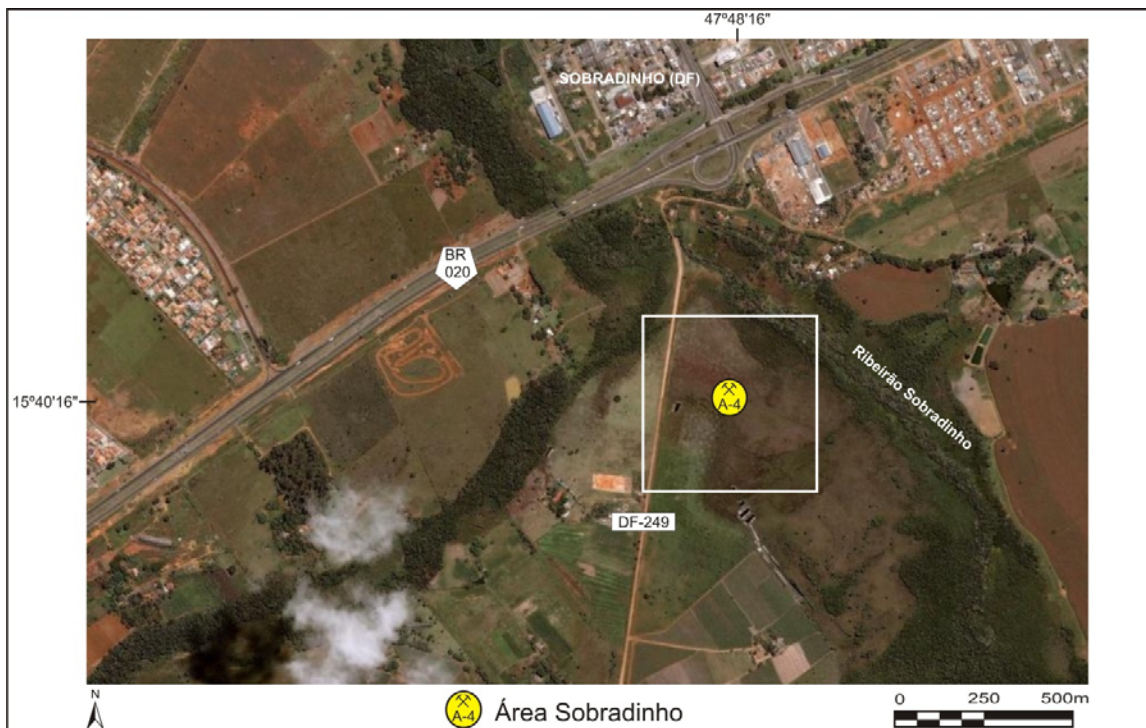 47º48'16"
SOBRADINHO (DF)
BR
020
15º40'16"
A-4
Ribeirão Sobradinho
DF-249
N
A-4
Área Sobradinho
0 250 500m